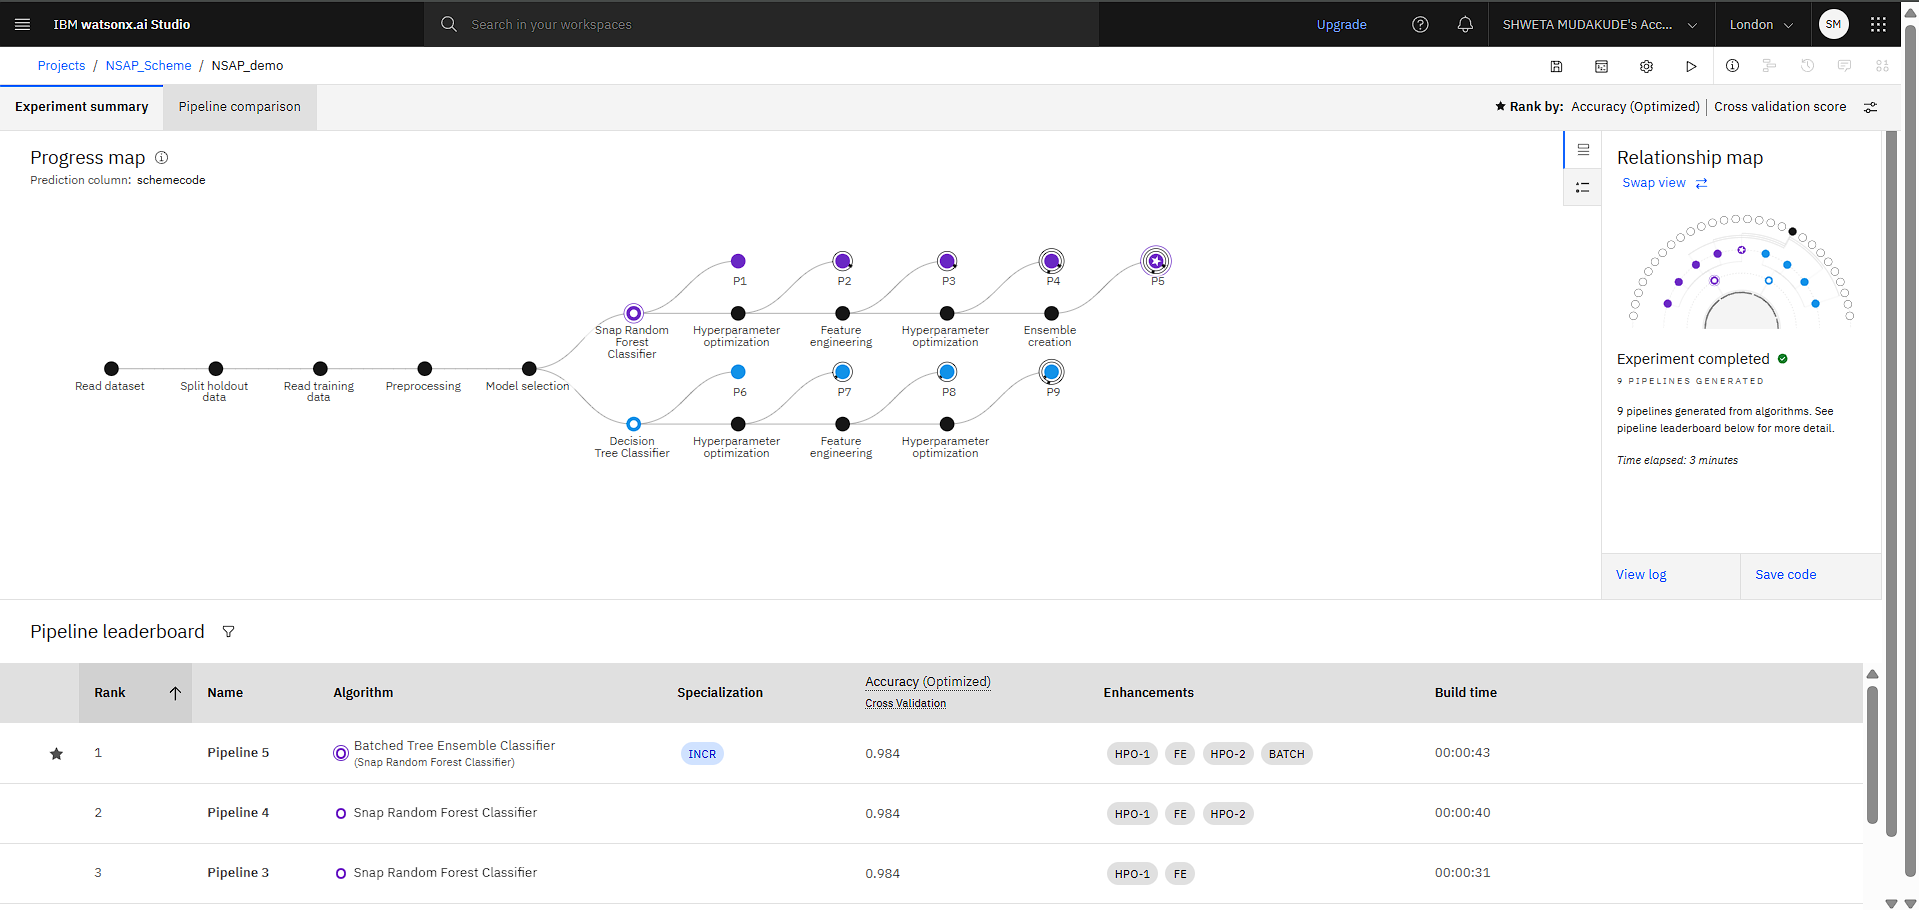 IBM watsonx.ai Studio
Search in your workspaces
Upgrade
SHWETA MUDAKUDE's Acc...
London
SM
Projects / NSAP_Scheme / NSAP_demo
Experiment summary
Pipeline comparison
Rank by: Accuracy (Optimized) | Cross validation score
Progress map
Prediction column: schemecode
P1
P2
P3
P4
P5
Snap Random
Forest
Classifier
Hyperparameter
optimization
Feature
engineering
Hyperparameter
optimization
Ensemble
creation
Read dataset
Split holdout
data
Read training
data
Preprocessing
Model selection
P6
P7
P8
P9
Decision
Tree Classifier
Hyperparameter
optimization
Feature
engineering
Hyperparameter
optimization
Relationship map
Swap view
Experiment completed
9 PIPELINES GENERATED
9 pipelines generated from algorithms. See
pipeline leaderboard below for more detail.
Time elapsed: 3 minutes
View log
Save code
Pipeline leaderboard
Rank Name Algorithm Specialization Accuracy (Optimized) Enhancements Build time
Cross Validation
1 Pipeline 5 Batched Tree Ensemble Classifier INCR 0.984 HPO-1 FE HPO-2 BATCH 00:00:43
(Snap Random Forest Classifier)
2 Pipeline 4 Snap Random Forest Classifier 0.984 HPO-1 FE HPO-2 00:00:40
3 Pipeline 3 Snap Random Forest Classifier 0.984 HPO-1 FE 00:00:31